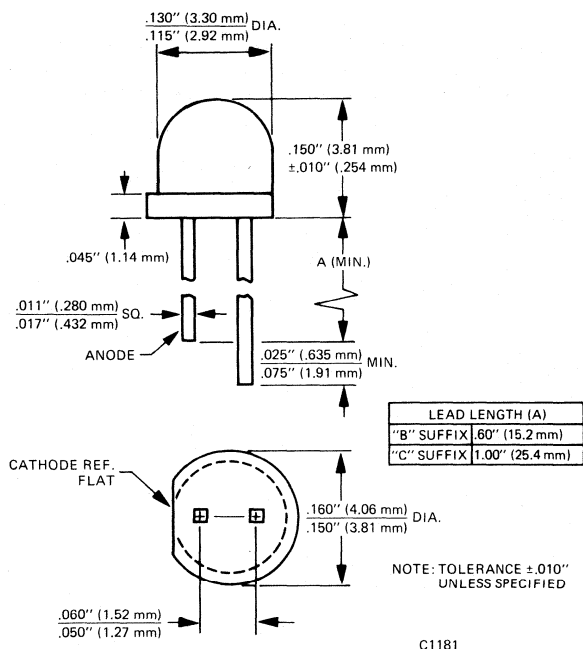 .130" (3.30 mm)
.115" (2.92 mm) DIA.
.150" (3.81 mm)
±.010" (.254 mm)
.045" (1.14 mm)
A (MIN.)
.011" (.280 mm)
.017" (.432 mm) SQ.
ANODE
.025" (.635 mm)
.075" (1.91 mm) MIN.
LEAD LENGTH (A)
"B" SUFFIX .60" (15.2 mm)
"C" SUFFIX 1.00" (25.4 mm)
CATHODE REF.
FLAT
.160" (4.06 mm)
.150" (3.81 mm) DIA.
NOTE: TOLERANCE ±.010"
UNLESS SPECIFIED
.060" (1.52 mm)
.050" (1.27 mm)
C1181